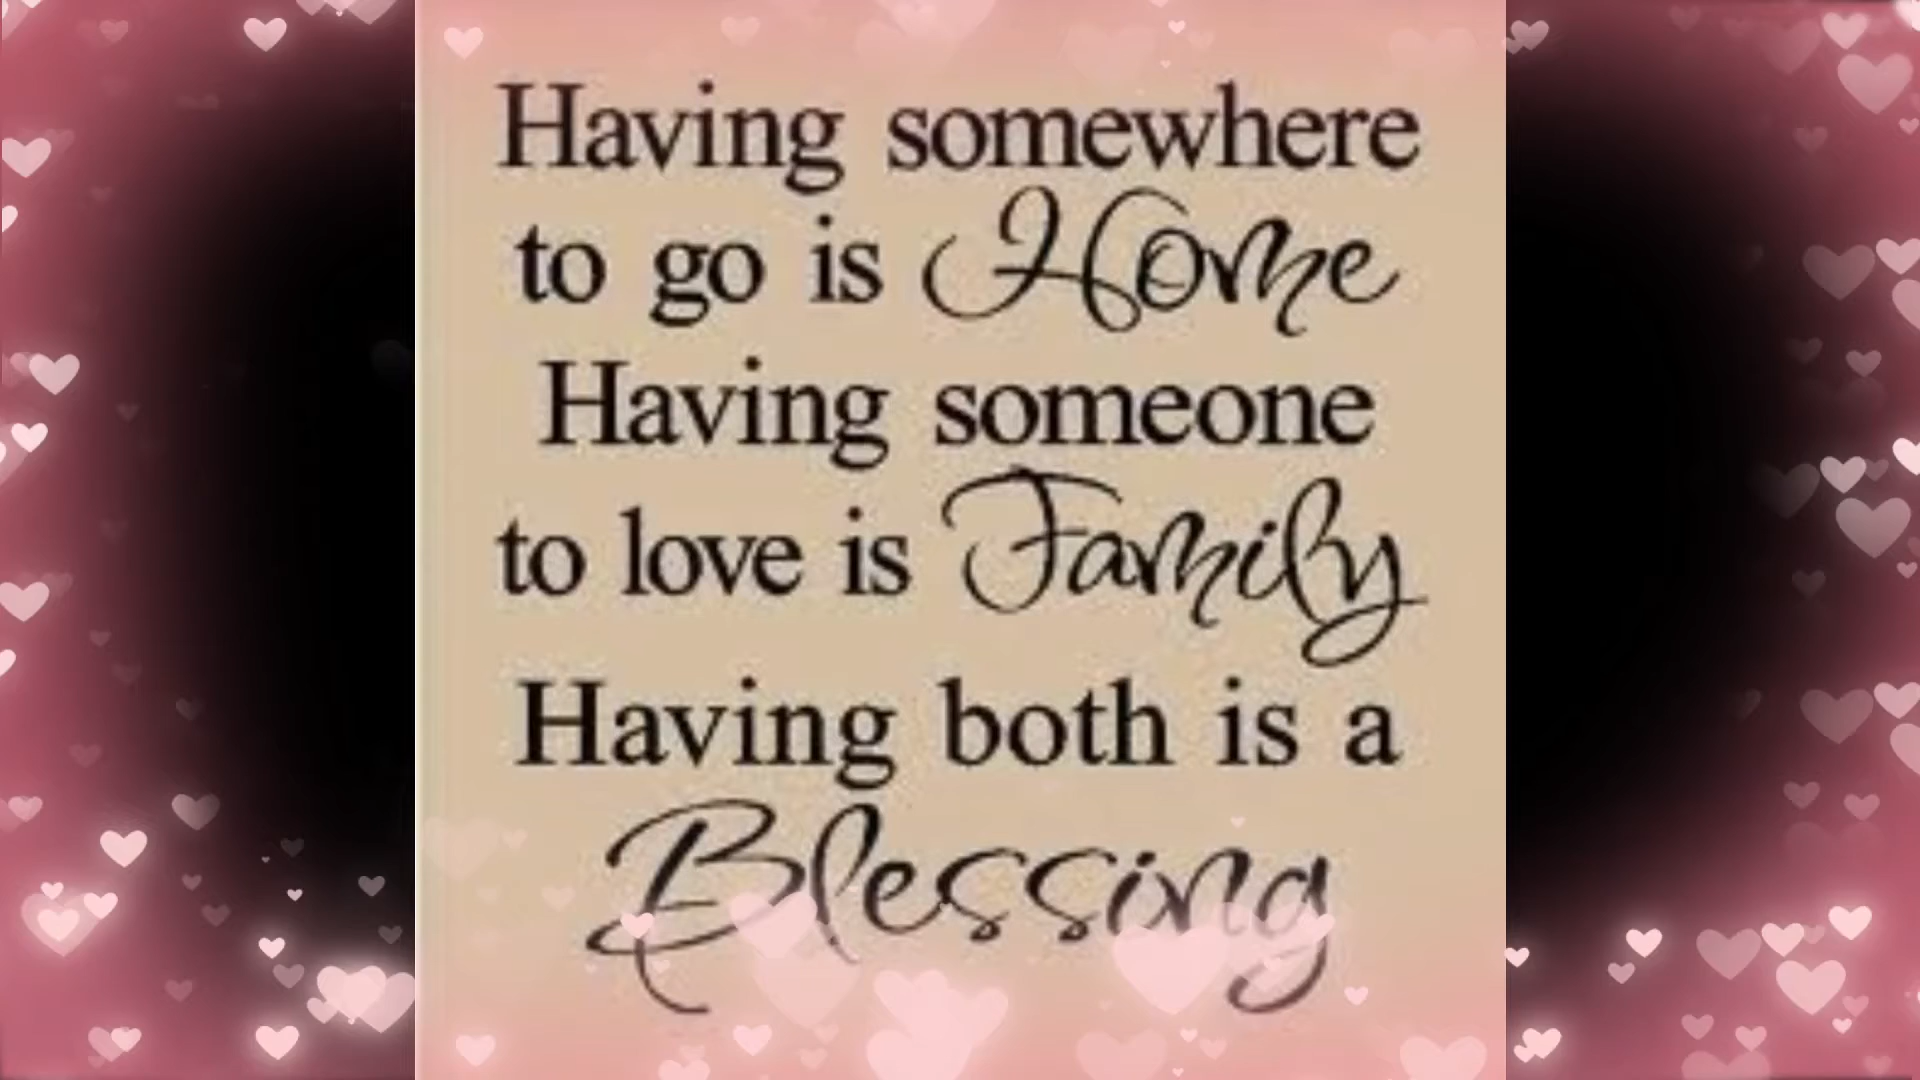 Having somewhere
to go is Home
Having someone
to love is Family
Having both is a
Blessing